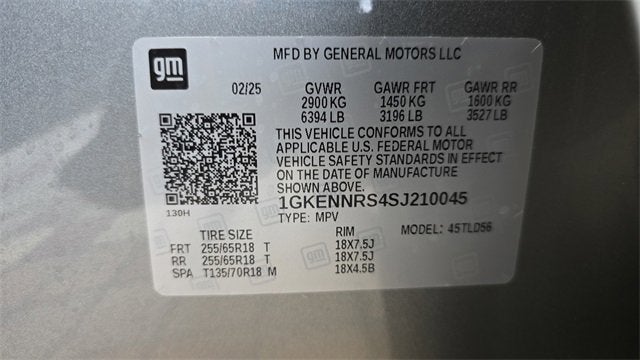 gm
MFD BY GENERAL MOTORS LLC
02/25 GVWR GAWR FRT GAWR RR
2900 KG 1450 KG 1600 KG
6394 LB 3196 LB 3527 LB
THIS VEHICLE CONFORMS TO ALL
APPLICABLE U.S. FEDERAL MOTOR
VEHICLE SAFETY STANDARDS IN EFFECT
ON THE DATE OF MANUFACTURE
SHOWN ABOVE.
1GKENNRS4SJ210045
130H
TYPE: MPV MODEL: 45TLD56
TIRE SIZE RIM
FRT 255/65R18 T 18X7.5J
RR 255/65R18 T 18X7.5J
SPA T135/70R18 M 18X4.5B